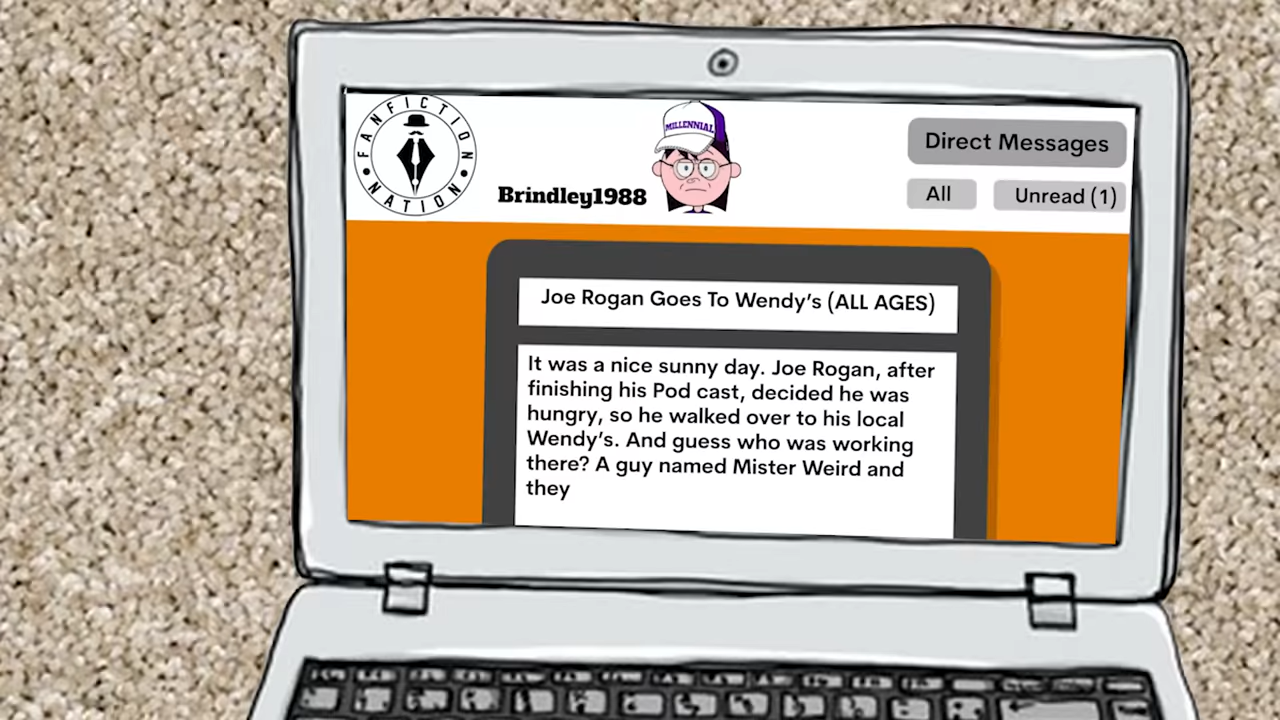 FANFICTION
NATION
MILLENNIAL
Brindley1988
Direct Messages
All
Unread (1)
Joe Rogan Goes To Wendy's (ALL AGES)
It was a nice sunny day. Joe Rogan, after
finishing his Pod cast, decided he was
hungry, so he walked over to his local
Wendy's. And guess who was working
there? A guy named Mister Weird and
they